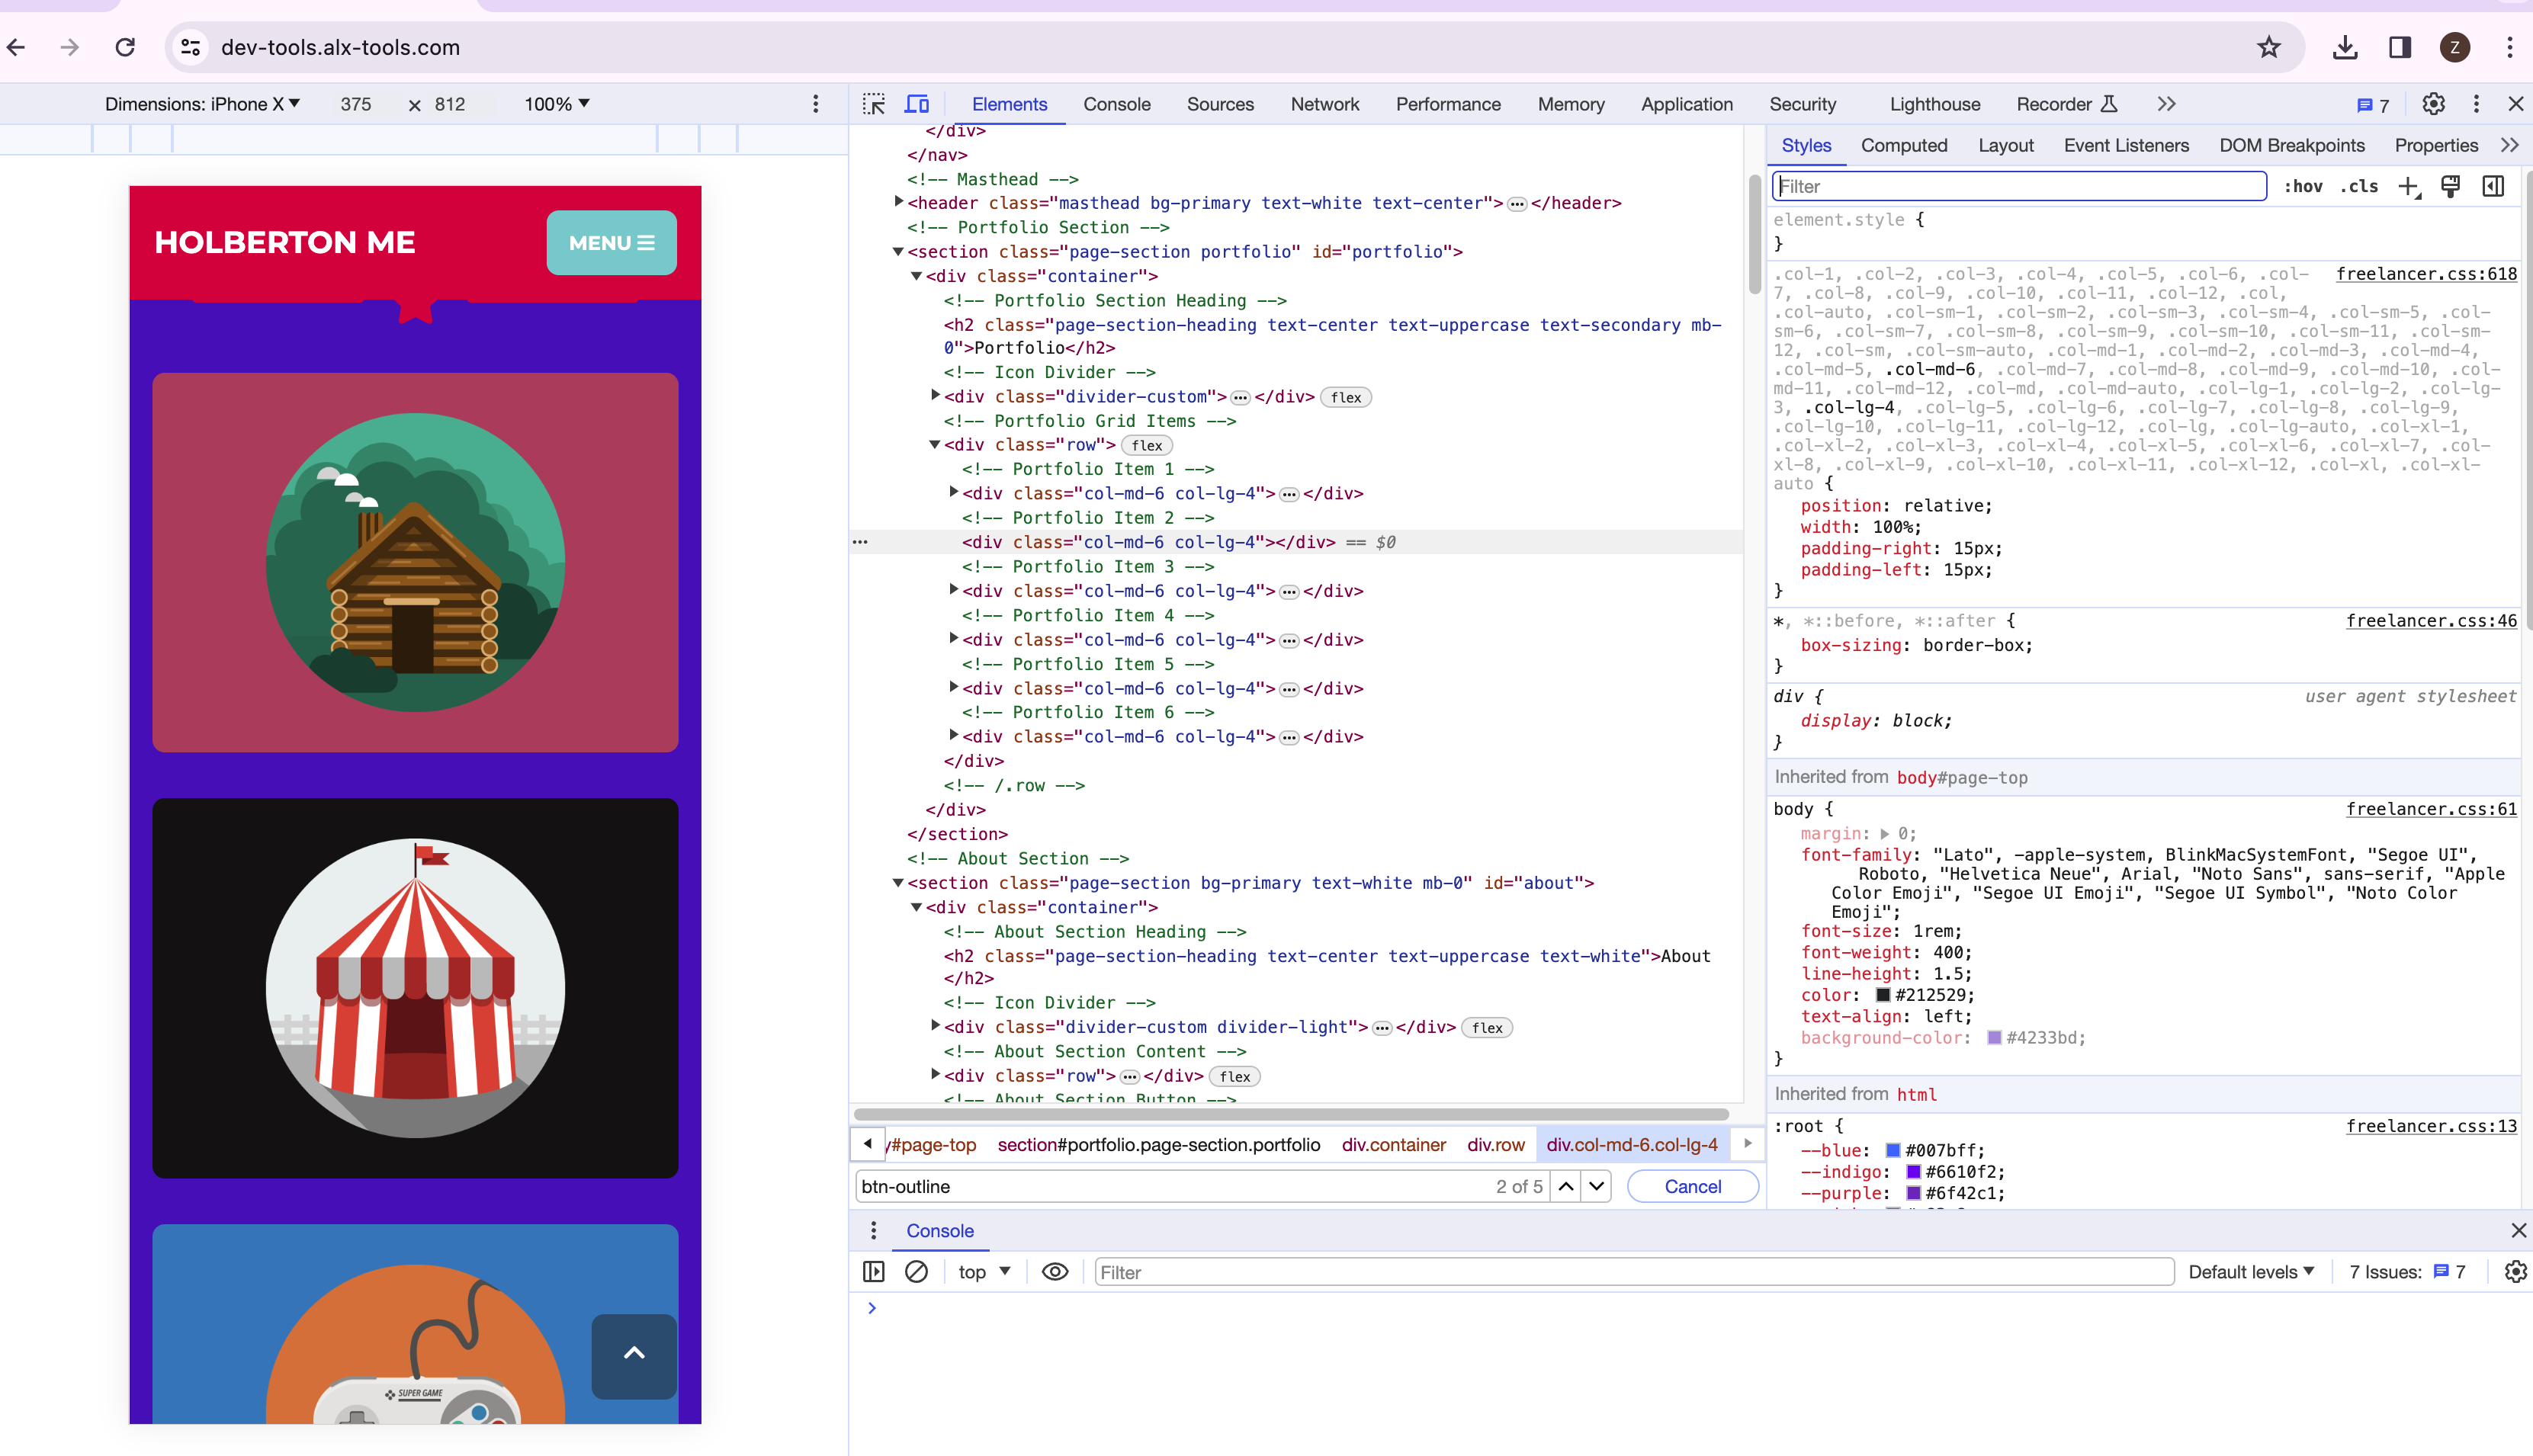 dev-tools.alx-tools.com
Z
Dimensions: iPhone X
375 × 812
100%
HOLBERTON ME
MENU
SUPER GAME
Elements
Console
Sources
Network
Performance
Memory
Application
Security
Lighthouse
Recorder
7
</div>
</nav>
<!-- Masthead -->
<header class="masthead bg-primary text-white text-center">…</header>
<!-- Portfolio Section -->
<section class="page-section portfolio" id="portfolio">
<div class="container">
<!-- Portfolio Section Heading -->
<h2 class="page-section-heading text-center text-uppercase text-secondary mb-
0">Portfolio</h2>
<!-- Icon Divider -->
<div class="divider-custom">…</div> flex
<!-- Portfolio Grid Items -->
<div class="row"> flex
<!-- Portfolio Item 1 -->
<div class="col-md-6 col-lg-4">…</div>
<!-- Portfolio Item 2 -->
… <div class="col-md-6 col-lg-4"></div> == $0
<!-- Portfolio Item 3 -->
<div class="col-md-6 col-lg-4">…</div>
<!-- Portfolio Item 4 -->
<div class="col-md-6 col-lg-4">…</div>
<!-- Portfolio Item 5 -->
<div class="col-md-6 col-lg-4">…</div>
<!-- Portfolio Item 6 -->
<div class="col-md-6 col-lg-4">…</div>
</div>
<!-- /.row -->
</div>
</section>
<!-- About Section -->
<section class="page-section bg-primary text-white mb-0" id="about">
<div class="container">
<!-- About Section Heading -->
<h2 class="page-section-heading text-center text-uppercase text-white">About
</h2>
<!-- Icon Divider -->
<div class="divider-custom divider-light">…</div> flex
<!-- About Section Content -->
<div class="row">…</div> flex
<!-- About Section Button -->
y#page-top section#portfolio.page-section.portfolio div.container div.row div.col-md-6.col-lg-4
btn-outline
2 of 5
Cancel
Styles
Computed
Layout
Event Listeners
DOM Breakpoints
Properties
Filter
:hov .cls
element.style {
}
.col-1, .col-2, .col-3, .col-4, .col-5, .col-6, .col- freelancer.css:618
7, .col-8, .col-9, .col-10, .col-11, .col-12, .col,
.col-auto, .col-sm-1, .col-sm-2, .col-sm-3, .col-sm-4, .col-sm-5, .col-
sm-6, .col-sm-7, .col-sm-8, .col-sm-9, .col-sm-10, .col-sm-11, .col-sm-
12, .col-sm, .col-sm-auto, .col-md-1, .col-md-2, .col-md-3, .col-md-4,
.col-md-5, .col-md-6, .col-md-7, .col-md-8, .col-md-9, .col-md-10, .col-
md-11, .col-md-12, .col-md, .col-md-auto, .col-lg-1, .col-lg-2, .col-lg-
3, .col-lg-4, .col-lg-5, .col-lg-6, .col-lg-7, .col-lg-8, .col-lg-9,
.col-lg-10, .col-lg-11, .col-lg-12, .col-lg, .col-lg-auto, .col-xl-1,
.col-xl-2, .col-xl-3, .col-xl-4, .col-xl-5, .col-xl-6, .col-xl-7, .col-
xl-8, .col-xl-9, .col-xl-10, .col-xl-11, .col-xl-12, .col-xl, .col-xl-
auto {
position: relative;
width: 100%;
padding-right: 15px;
padding-left: 15px;
}
*, *::before, *::after { freelancer.css:46
box-sizing: border-box;
}
div { user agent stylesheet
display: block;
}
Inherited from body#page-top
body { freelancer.css:61
margin: 0;
font-family: "Lato", -apple-system, BlinkMacSystemFont, "Segoe UI",
Roboto, "Helvetica Neue", Arial, "Noto Sans", sans-serif, "Apple
Color Emoji", "Segoe UI Emoji", "Segoe UI Symbol", "Noto Color
Emoji";
font-size: 1rem;
font-weight: 400;
line-height: 1.5;
color: #212529;
text-align: left;
background-color: #4233bd;
}
Inherited from html
:root { freelancer.css:13
--blue: #007bff;
--indigo: #6610f2;
--purple: #6f42c1;
Console
top
Filter
Default levels
7 Issues: 7